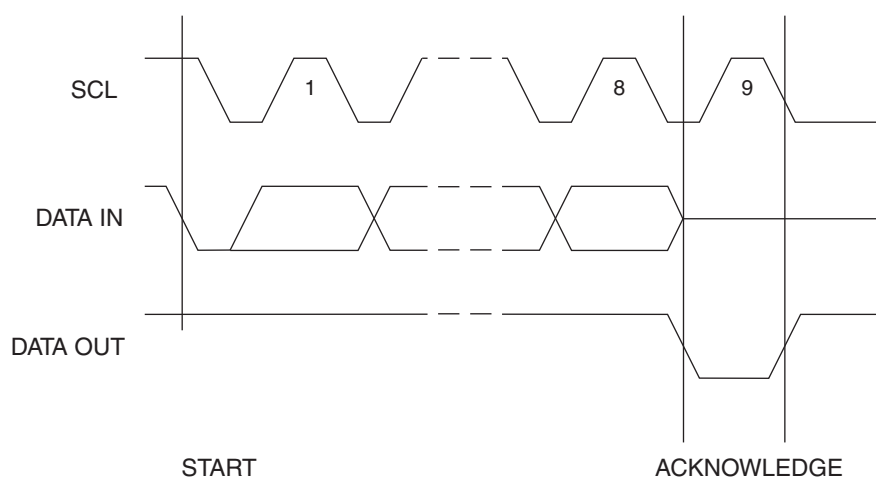 SCL
1
8
9
DATA IN
DATA OUT
START
ACKNOWLEDGE